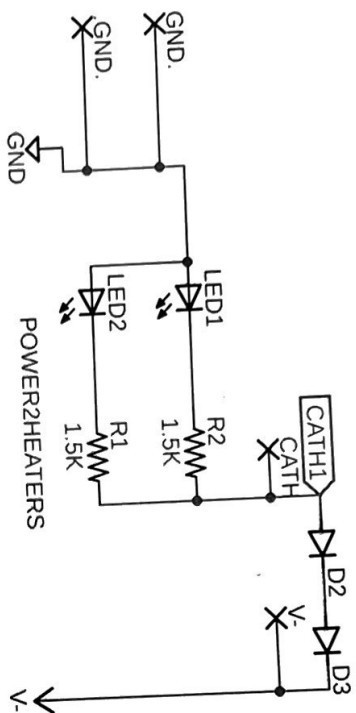 GND.
GND.
GND
LED1
LED2
R2
1.5K
R1
1.5K
POWER2HEATERS
CATH1
CATH
D2
D3
V-
V-